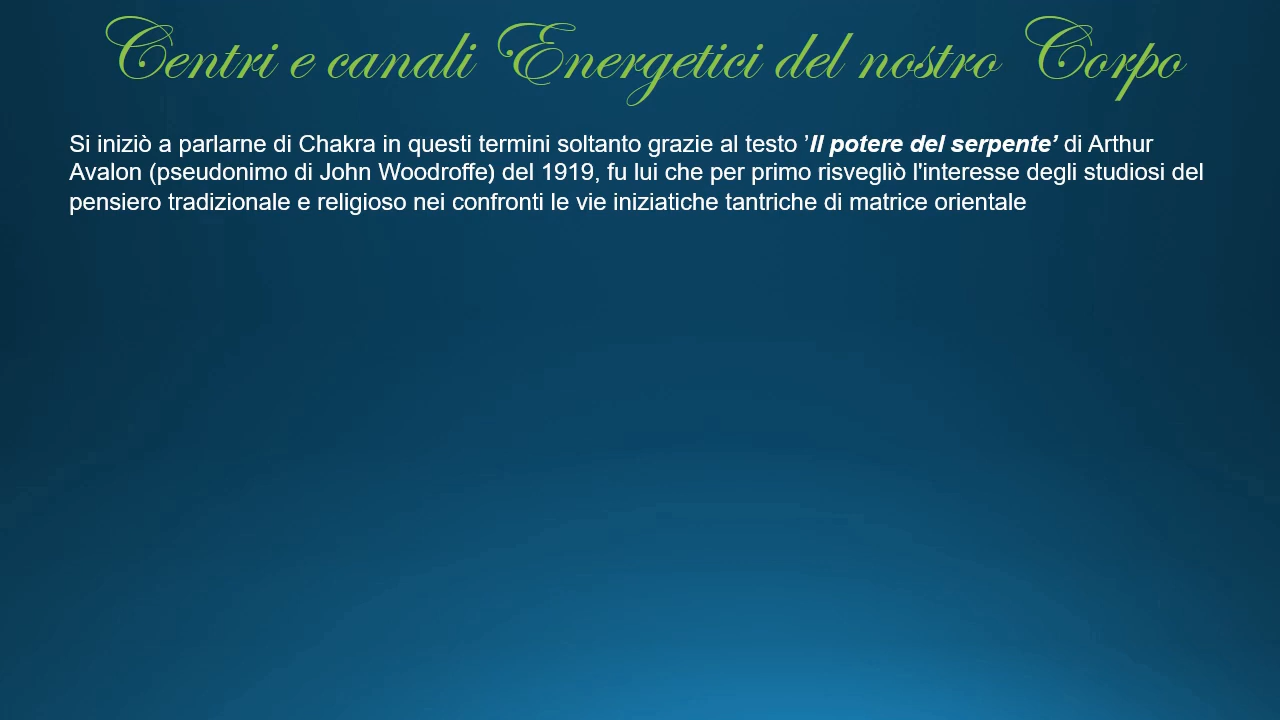 Centri e canali Energetici del nostro Corpo
Si iniziò a parlarne di Chakra in questi termini soltanto grazie al testo ’Il potere del serpente’ di Arthur
Avalon (pseudonimo di John Woodroffe) del 1919, fu lui che per primo risvegliò l'interesse degli studiosi del
pensiero tradizionale e religioso nei confronti le vie iniziatiche tantriche di matrice orientale